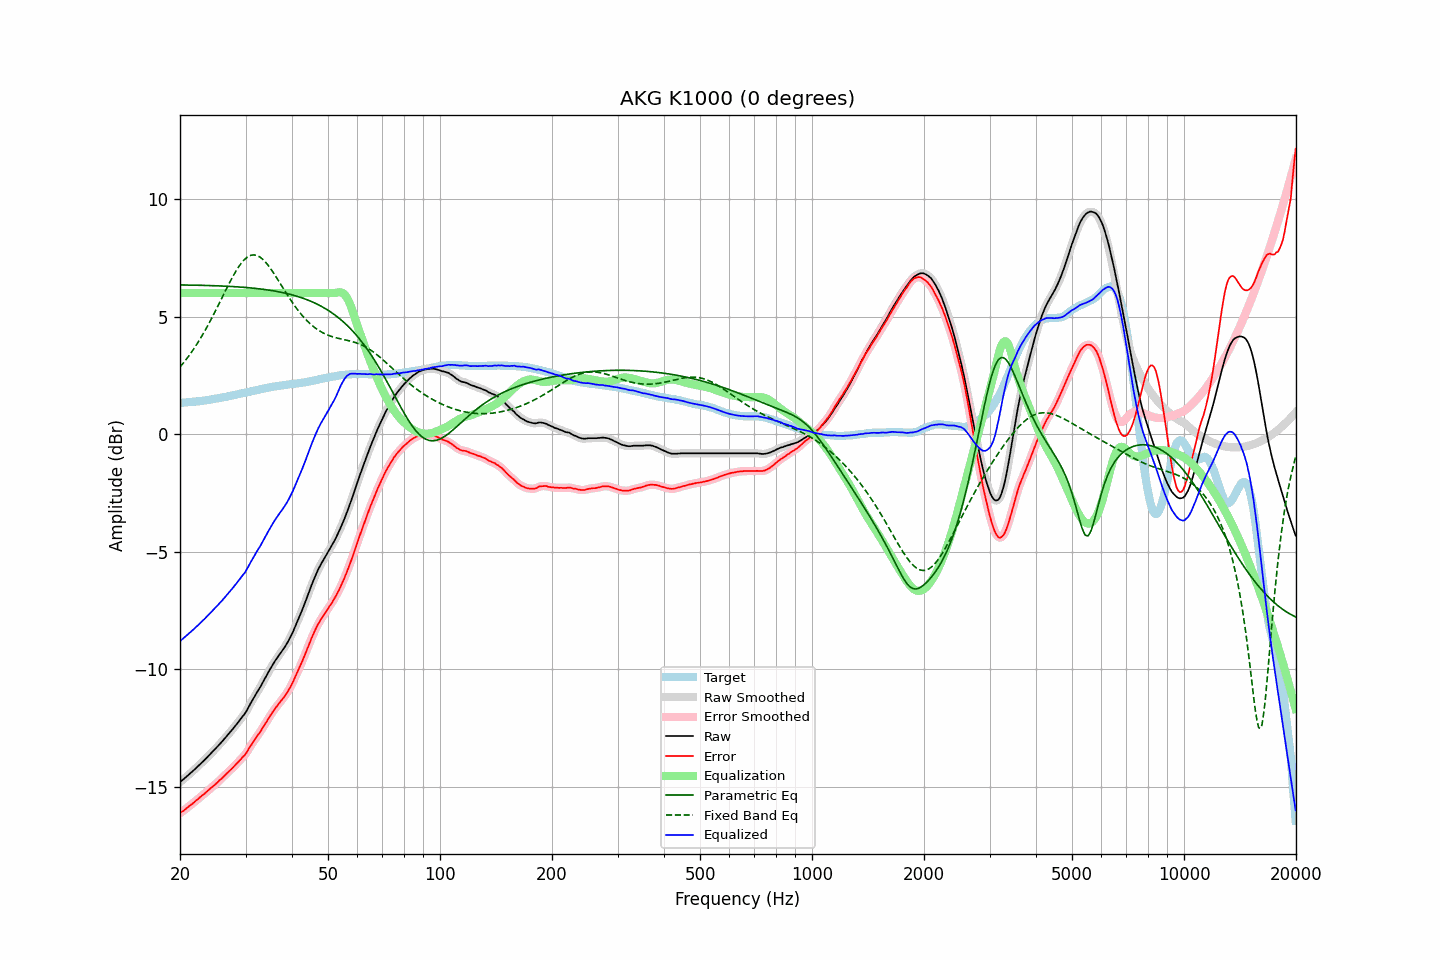 AKG K1000 (0 degrees)
Amplitude (dBr)
10
5
0
−5
−10
−15
Target
Raw Smoothed
Error Smoothed
Raw
Error
Equalization
Parametric Eq
Fixed Band Eq
Equalized
20 50 100 200 500 1000 2000 5000 10000 20000
Frequency (Hz)